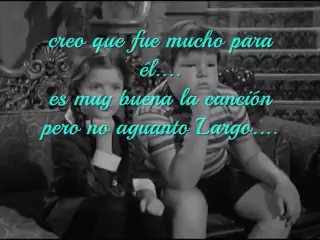 creo que fue mucho para
él....
es muy buena la canción
pero no aguanto Largo....